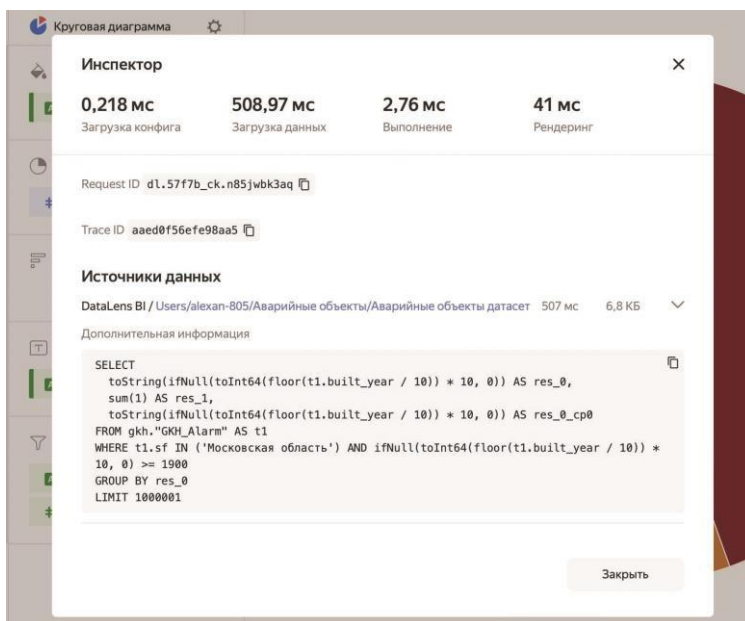 Круговая диаграмма
Инспектор
0,218 мс 508,97 мс 2,76 мс 41 мс
Загрузка конфига Загрузка данных Выполнение Рендеринг
Request ID dl.57f7b_ck.n85jwbk3aq
Trace ID aaed0f56efe98aa5
Источники данных
DataLens BI / Users/alexan-805/Аварийные объекты/Аварийные объекты датасет 507 мс 6,8 КБ
Дополнительная информация
SELECT
toString(ifNull(toInt64(floor(t1.built_year / 10)) * 10, 0)) AS res_0,
sum(1) AS res_1,
toString(ifNull(toInt64(floor(t1.built_year / 10)) * 10, 0)) AS res_0_cp0
FROM gkh."GKH_Alarm" AS t1
WHERE t1.sf IN ('Московская область') AND ifNull(toInt64(floor(t1.built_year / 10)) *
10, 0) >= 1900
GROUP BY res_0
LIMIT 1000001
Закрыть